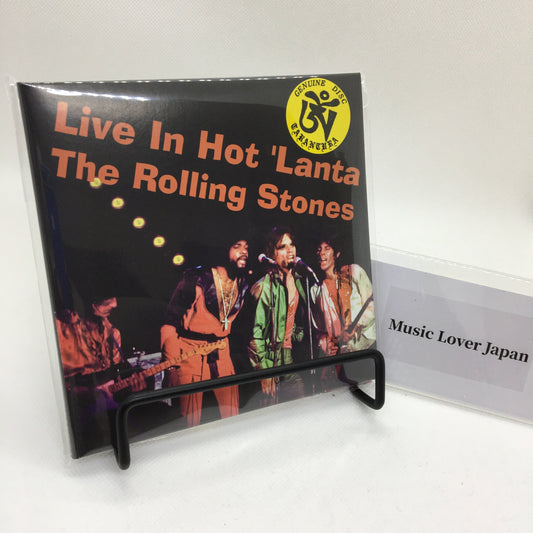 Live In Hot 'Lanta
The Rolling Stones
GENUINE DISC
TARANTURA
Music Lover Japan